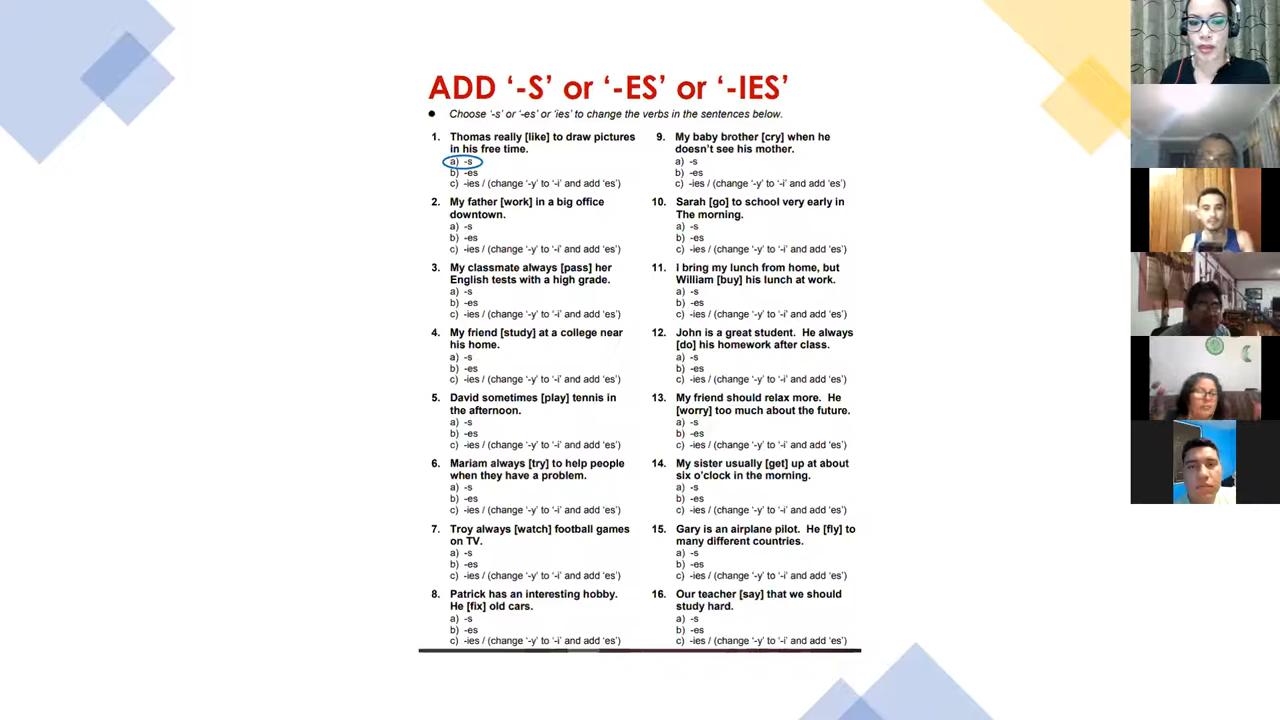 ADD ‘-S’ or ‘-ES’ or ‘-IES’
● Choose ‘-s’ or ‘-es’ or ‘ies’ to change the verbs in the sentences below.
1. Thomas really [like] to draw pictures
in his free time.
a) -s
b) -es
c) -ies / (change ‘-y’ to ‘-i’ and add ‘es’)
2. My father [work] in a big office
downtown.
a) -s
b) -es
c) -ies / (change ‘-y’ to ‘-i’ and add ‘es’)
3. My classmate always [pass] her
English tests with a high grade.
a) -s
b) -es
c) -ies / (change ‘-y’ to ‘-i’ and add ‘es’)
4. My friend [study] at a college near
his home.
a) -s
b) -es
c) -ies / (change ‘-y’ to ‘-i’ and add ‘es’)
5. David sometimes [play] tennis in
the afternoon.
a) -s
b) -es
c) -ies / (change ‘-y’ to ‘-i’ and add ‘es’)
6. Mariam always [try] to help people
when they have a problem.
a) -s
b) -es
c) -ies / (change ‘-y’ to ‘-i’ and add ‘es’)
7. Troy always [watch] football games
on TV.
a) -s
b) -es
c) -ies / (change ‘-y’ to ‘-i’ and add ‘es’)
8. Patrick has an interesting hobby.
He [fix] old cars.
a) -s
b) -es
c) -ies / (change ‘-y’ to ‘-i’ and add ‘es’)
9. My baby brother [cry] when he
doesn’t see his mother.
a) -s
b) -es
c) -ies / (change ‘-y’ to ‘-i’ and add ‘es’)
10. Sarah [go] to school very early in
The morning.
a) -s
b) -es
c) -ies / (change ‘-y’ to ‘-i’ and add ‘es’)
11. I bring my lunch from home, but
William [buy] his lunch at work.
a) -s
b) -es
c) -ies / (change ‘-y’ to ‘-i’ and add ‘es’)
12. John is a great student. He always
[do] his homework after class.
a) -s
b) -es
c) -ies / (change ‘-y’ to ‘-i’ and add ‘es’)
13. My friend should relax more. He
[worry] too much about the future.
a) -s
b) -es
c) -ies / (change ‘-y’ to ‘-i’ and add ‘es’)
14. My sister usually [get] up at about
six o’clock in the morning.
a) -s
b) -es
c) -ies / (change ‘-y’ to ‘-i’ and add ‘es’)
15. Gary is an airplane pilot. He [fly] to
many different countries.
a) -s
b) -es
c) -ies / (change ‘-y’ to ‘-i’ and add ‘es’)
16. Our teacher [say] that we should
study hard.
a) -s
b) -es
c) -ies / (change ‘-y’ to ‘-i’ and add ‘es’)